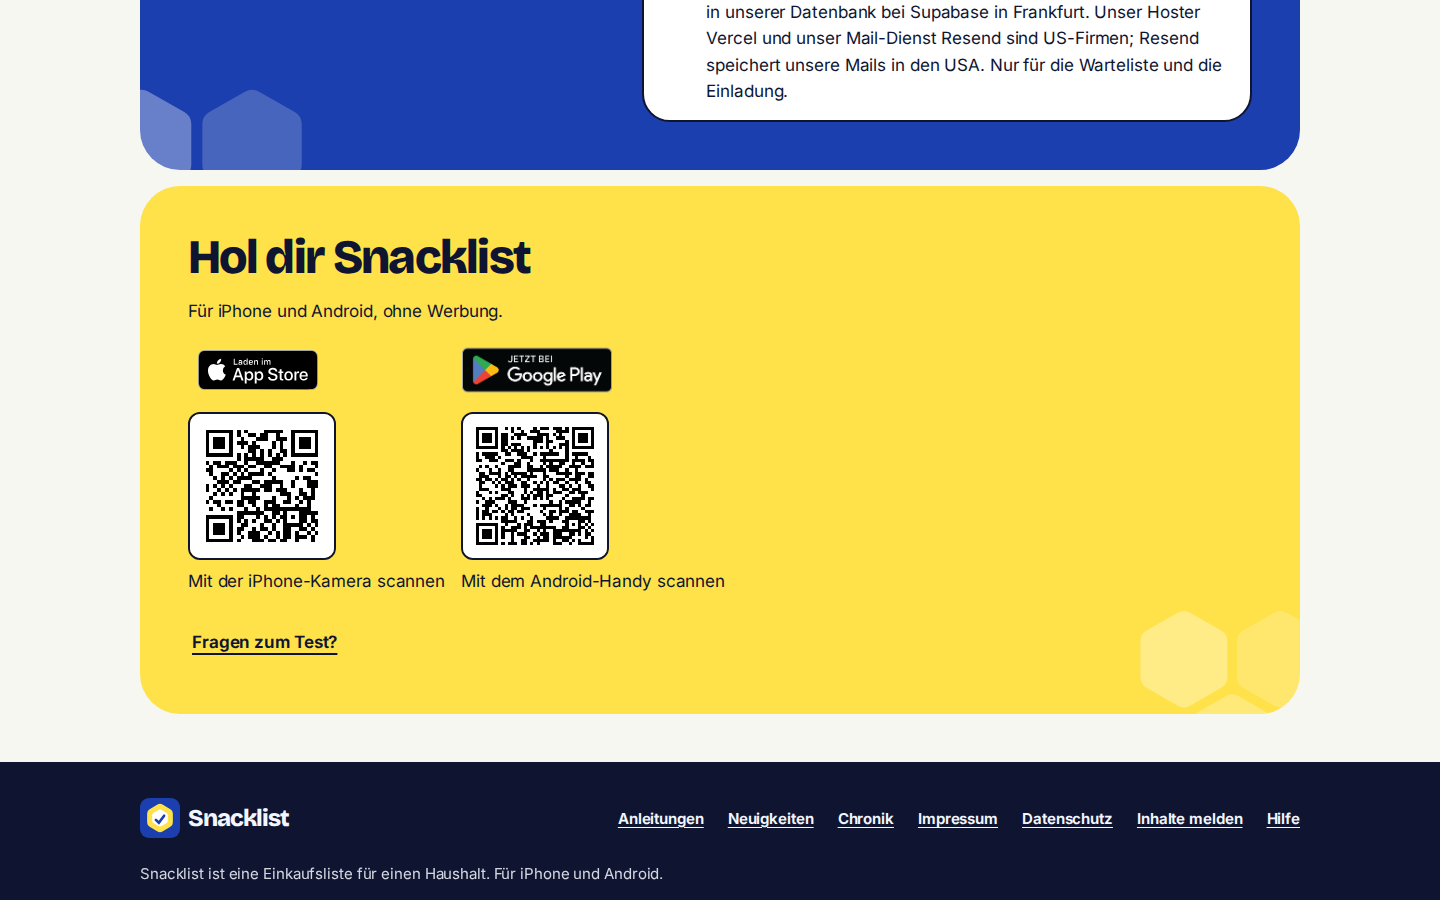 in unserer Datenbank bei Supabase in Frankfurt. Unser Hoster
Vercel und unser Mail-Dienst Resend sind US-Firmen; Resend
speichert unsere Mails in den USA. Nur für die Warteliste und die
Einladung.
Hol dir Snacklist
Für iPhone und Android, ohne Werbung.
Laden im
App Store
JETZT BEI
Google Play
Mit der iPhone-Kamera scannen
Mit dem Android-Handy scannen
Fragen zum Test?
Snacklist
Anleitungen Neuigkeiten Chronik Impressum Datenschutz Inhalte melden Hilfe
Snacklist ist eine Einkaufsliste für einen Haushalt. Für iPhone und Android.